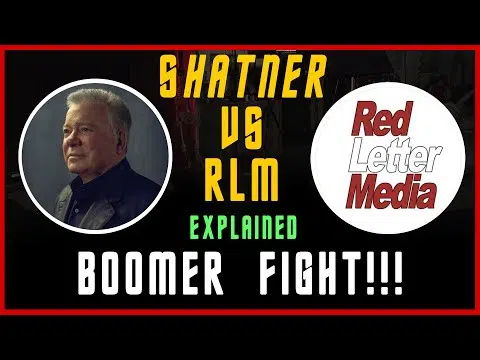 SHATNER
VS
RLM
EXPLAINED
BOOMER FIGHT!!!
Red
Letter
Media